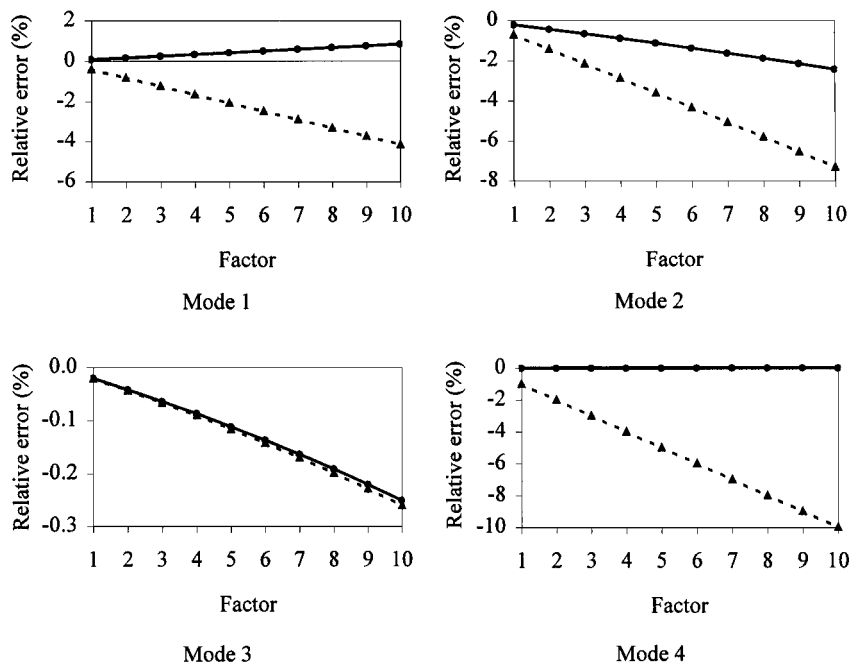 Relative error (%)
2
0
-2
-4
-6
1 2 3 4 5 6 7 8 9 10
Factor
Mode 1
Relative error (%)
0
-2
-4
-6
-8
1 2 3 4 5 6 7 8 9 10
Factor
Mode 2
Relative error (%)
0.0
-0.1
-0.2
-0.3
1 2 3 4 5 6 7 8 9 10
Factor
Mode 3
Relative error (%)
0
-2
-4
-6
-8
-10
1 2 3 4 5 6 7 8 9 10
Factor
Mode 4